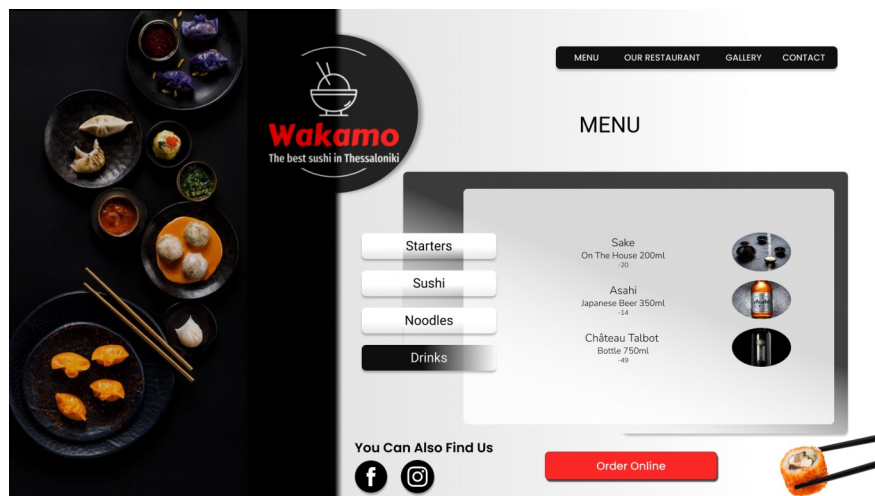 MENU OUR RESTAURANT GALLERY CONTACT
Wakamo
The best sushi in Thessaloniki
MENU
Starters
Sushi
Noodles
Drinks
Sake
On The House 200ml
-20
Asahi
Japanese Beer 350ml
-14
Château Talbot
Bottle 750ml
-49
You Can Also Find Us
Order Online